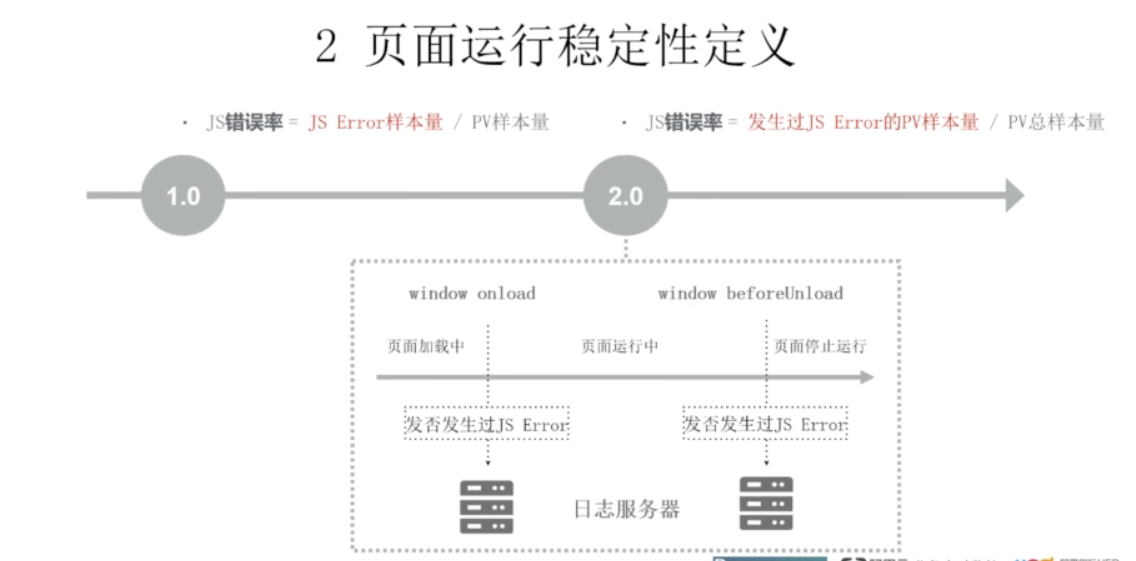 2 页面运行稳定性定义
· JS错误率 = JS Error样本量 / PV样本量
· JS错误率 = 发生过JS Error的PV样本量 / PV总样本量
1.0
2.0
window onload
window beforeUnload
页面加载中
页面运行中
页面停止运行
发否发生过JS Error
发否发生过JS Error
日志服务器